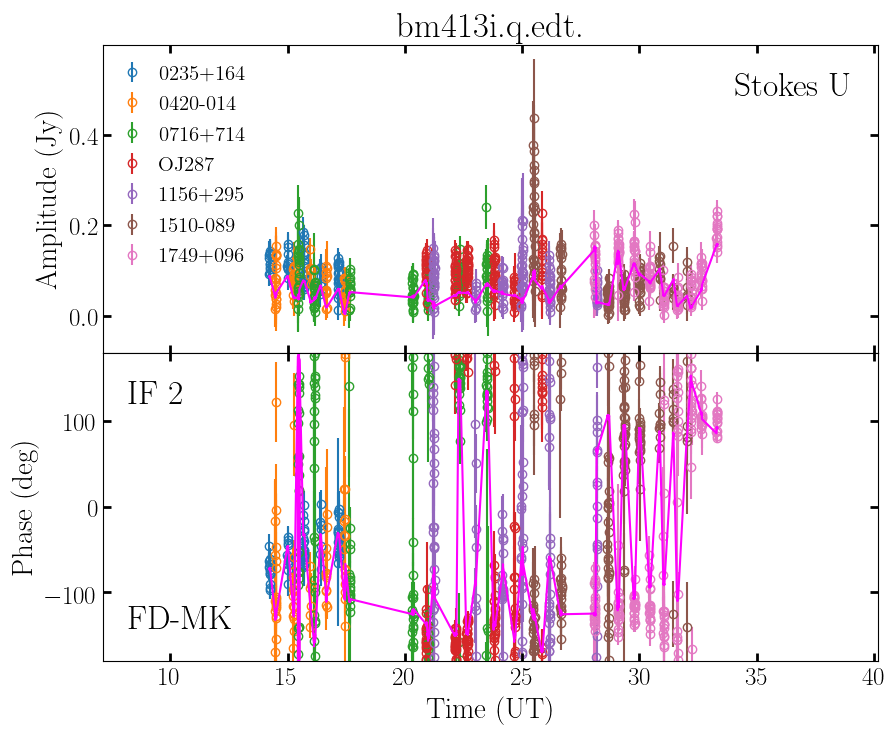 bm413i.q.edt.
Stokes U
0235+164
0420-014
0716+714
OJ287
1156+295
1510-089
1749+096
Amplitude (Jy)
0.4
0.2
0.0
IF 2
FD-MK
Phase (deg)
100
0
−100
10 15 20 25 30 35 40
Time (UT)